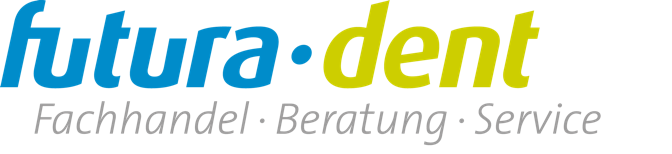 futura·dent
Fachhandel · Beratung · Service